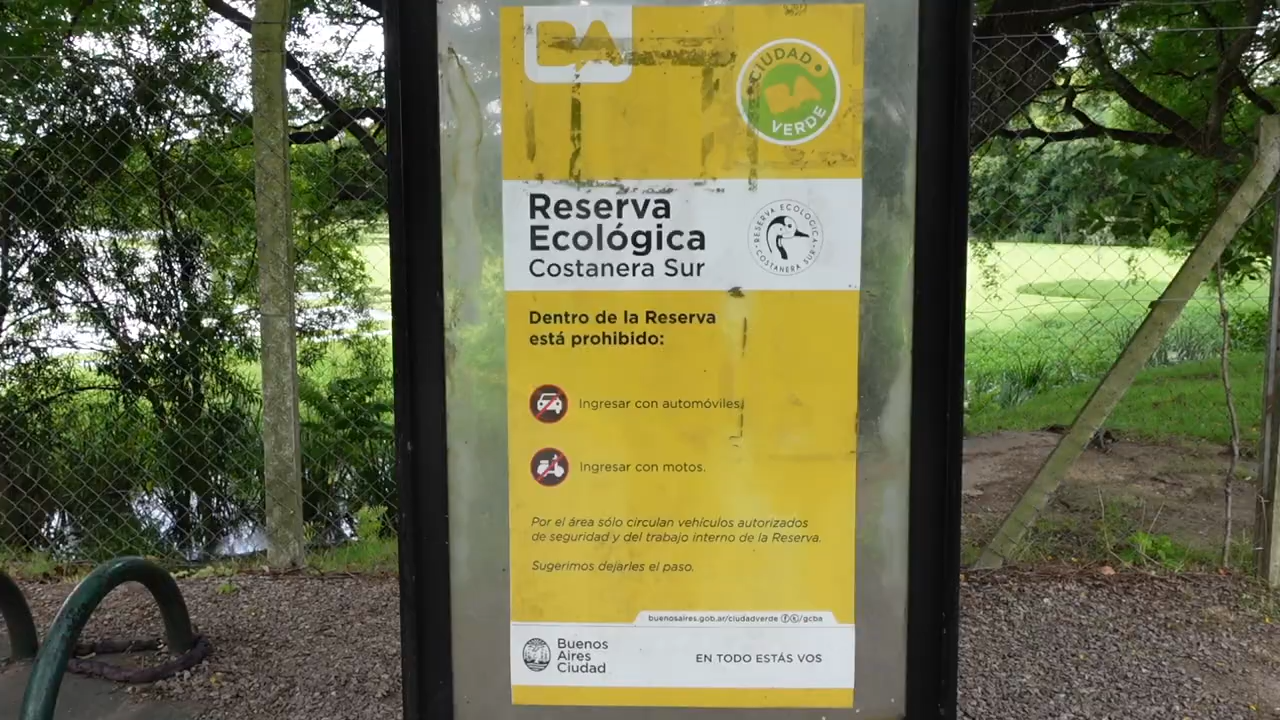 BA
CIUDAD
VERDE
Reserva
Ecológica
Costanera Sur
RESERVA ECOLOGICA
COSTANERA SUR
Dentro de la Reserva
está prohibido:
Ingresar con automóviles.
Ingresar con motos.
Por el área sólo circulan vehículos autorizados
de seguridad y del trabajo interno de la Reserva.
Sugerimos dejarles el paso.
buenosaires.gob.ar/ciudadverde /gcba
Buenos
Aires
Ciudad
EN TODO ESTÁS VOS